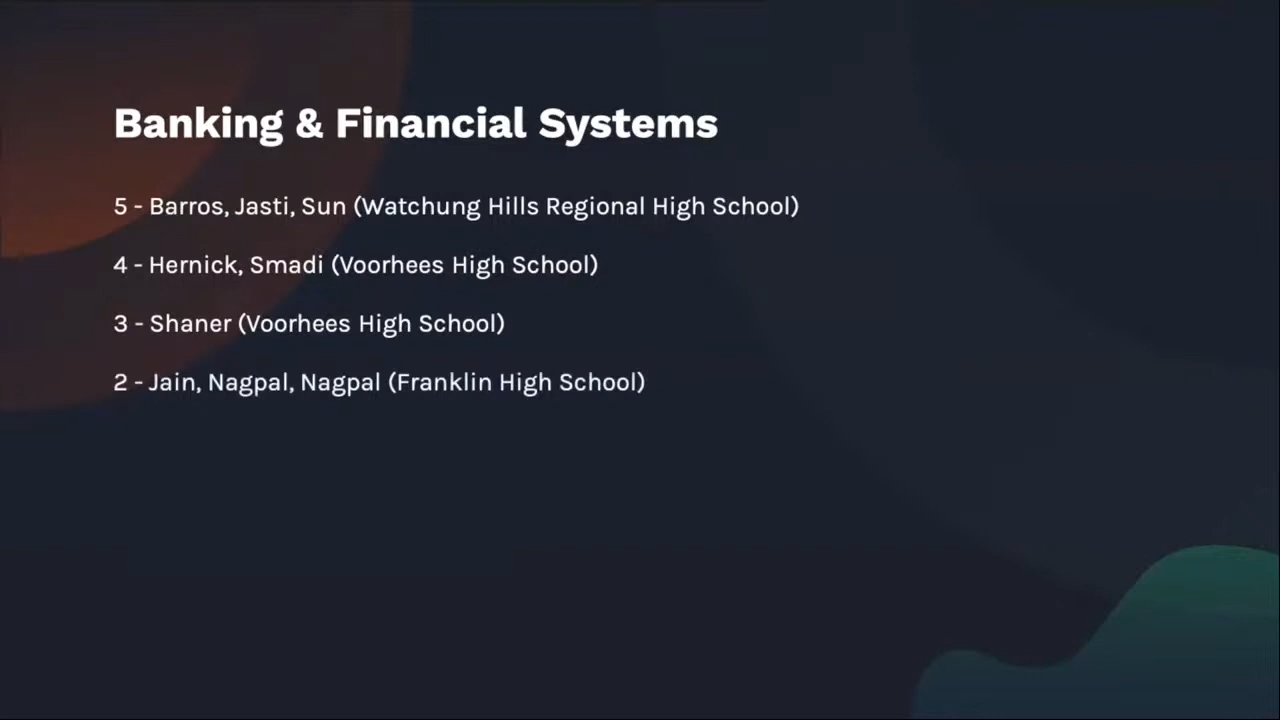 Banking & Financial Systems
5 - Barros, Jasti, Sun (Watchung Hills Regional High School)
4 - Hernick, Smadi (Voorhees High School)
3 - Shaner (Voorhees High School)
2 - Jain, Nagpal, Nagpal (Franklin High School)